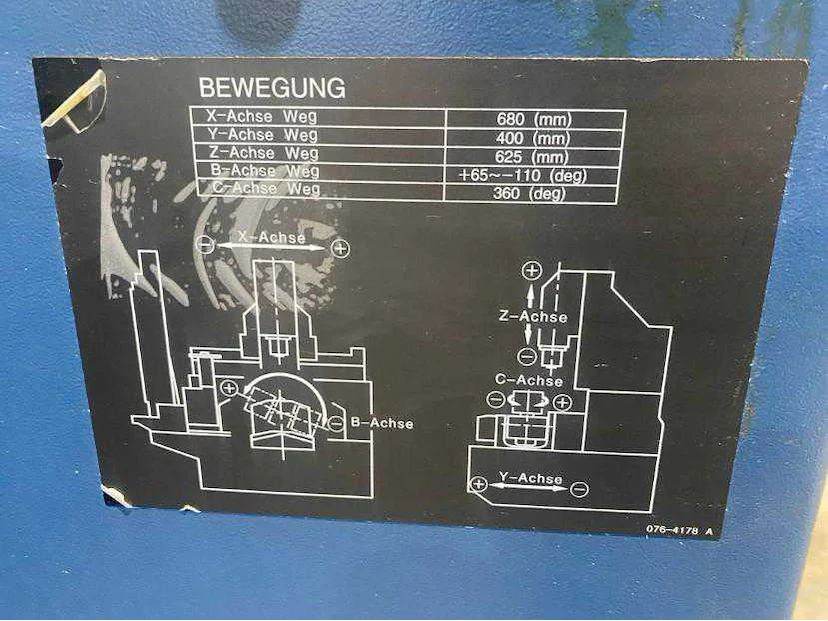 BEWEGUNG
X-Achse Weg 680 (mm)
Y-Achse Weg 400 (mm)
Z-Achse Weg 625 (mm)
B-Achse Weg +65~-110 (deg)
C-Achse Weg 360 (deg)
- X-Achse +
+
Z-Achse
-
C-Achse
- +
+
- B-Achse
+ Y-Achse -
076-4178 A